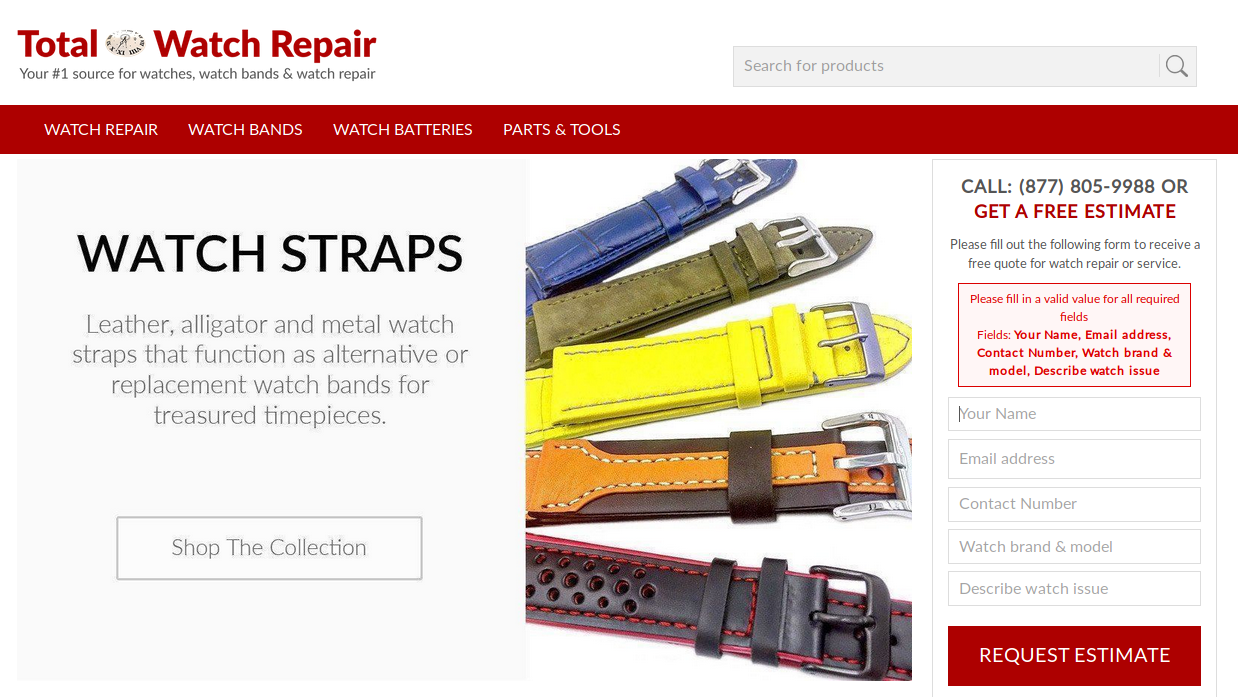 Total Watch Repair
Your #1 source for watches, watch bands & watch repair
Search for products
WATCH REPAIR WATCH BANDS WATCH BATTERIES PARTS & TOOLS
WATCH STRAPS
Leather, alligator and metal watch
straps that function as alternative or
replacement watch bands for
treasured timepieces.
Shop The Collection
CALL: (877) 805-9988 OR
GET A FREE ESTIMATE
Please fill out the following form to receive a
free quote for watch repair or service.
Please fill in a valid value for all required
fields
Fields: Your Name, Email address,
Contact Number, Watch brand &
model, Describe watch issue
Your Name
Email address
Contact Number
Watch brand & model
Describe watch issue
REQUEST ESTIMATE